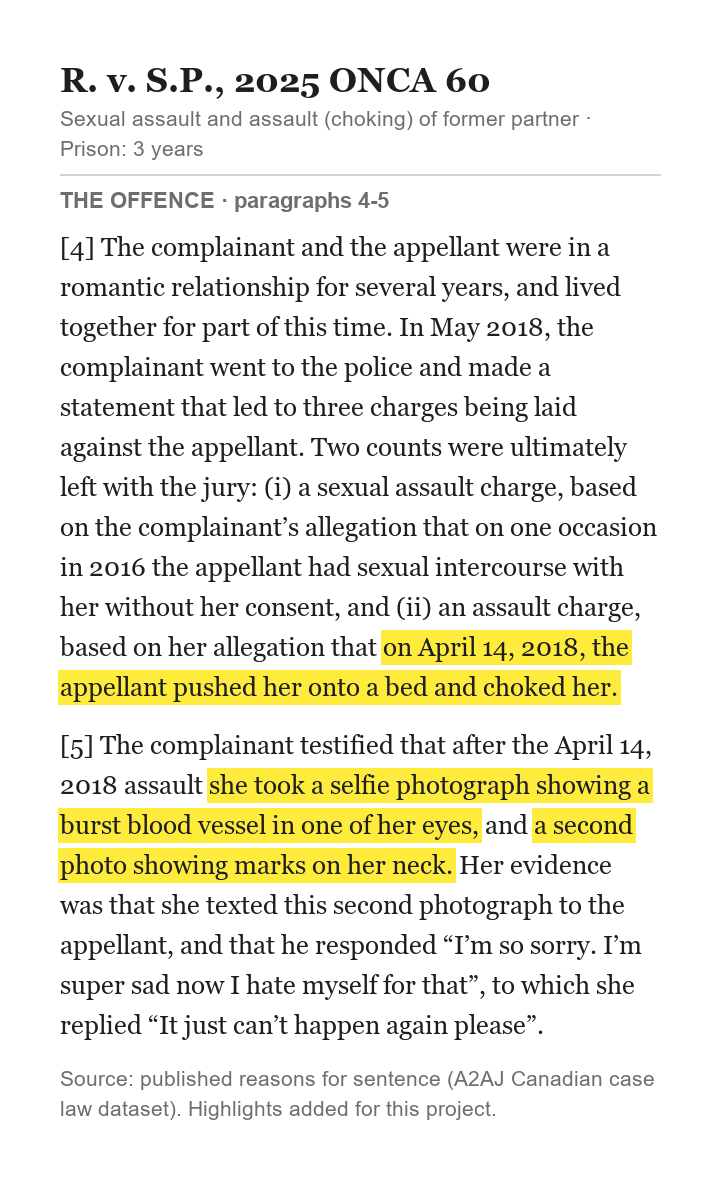 R. v. S.P., 2025 ONCA 60
Sexual assault and assault (choking) of former partner ·
Prison: 3 years
THE OFFENCE · paragraphs 4-5
[4] The complainant and the appellant were in a
romantic relationship for several years, and lived
together for part of this time. In May 2018, the
complainant went to the police and made a
statement that led to three charges being laid
against the appellant. Two counts were ultimately
left with the jury: (i) a sexual assault charge, based
on the complainant’s allegation that on one occasion
in 2016 the appellant had sexual intercourse with
her without her consent, and (ii) an assault charge,
based on her allegation that on April 14, 2018, the
appellant pushed her onto a bed and choked her.
[5] The complainant testified that after the April 14,
2018 assault she took a selfie photograph showing a
burst blood vessel in one of her eyes, and a second
photo showing marks on her neck. Her evidence
was that she texted this second photograph to the
appellant, and that he responded “I’m so sorry. I’m
super sad now I hate myself for that”, to which she
replied “It just can’t happen again please”.
Source: published reasons for sentence (A2AJ Canadian case
law dataset). Highlights added for this project.